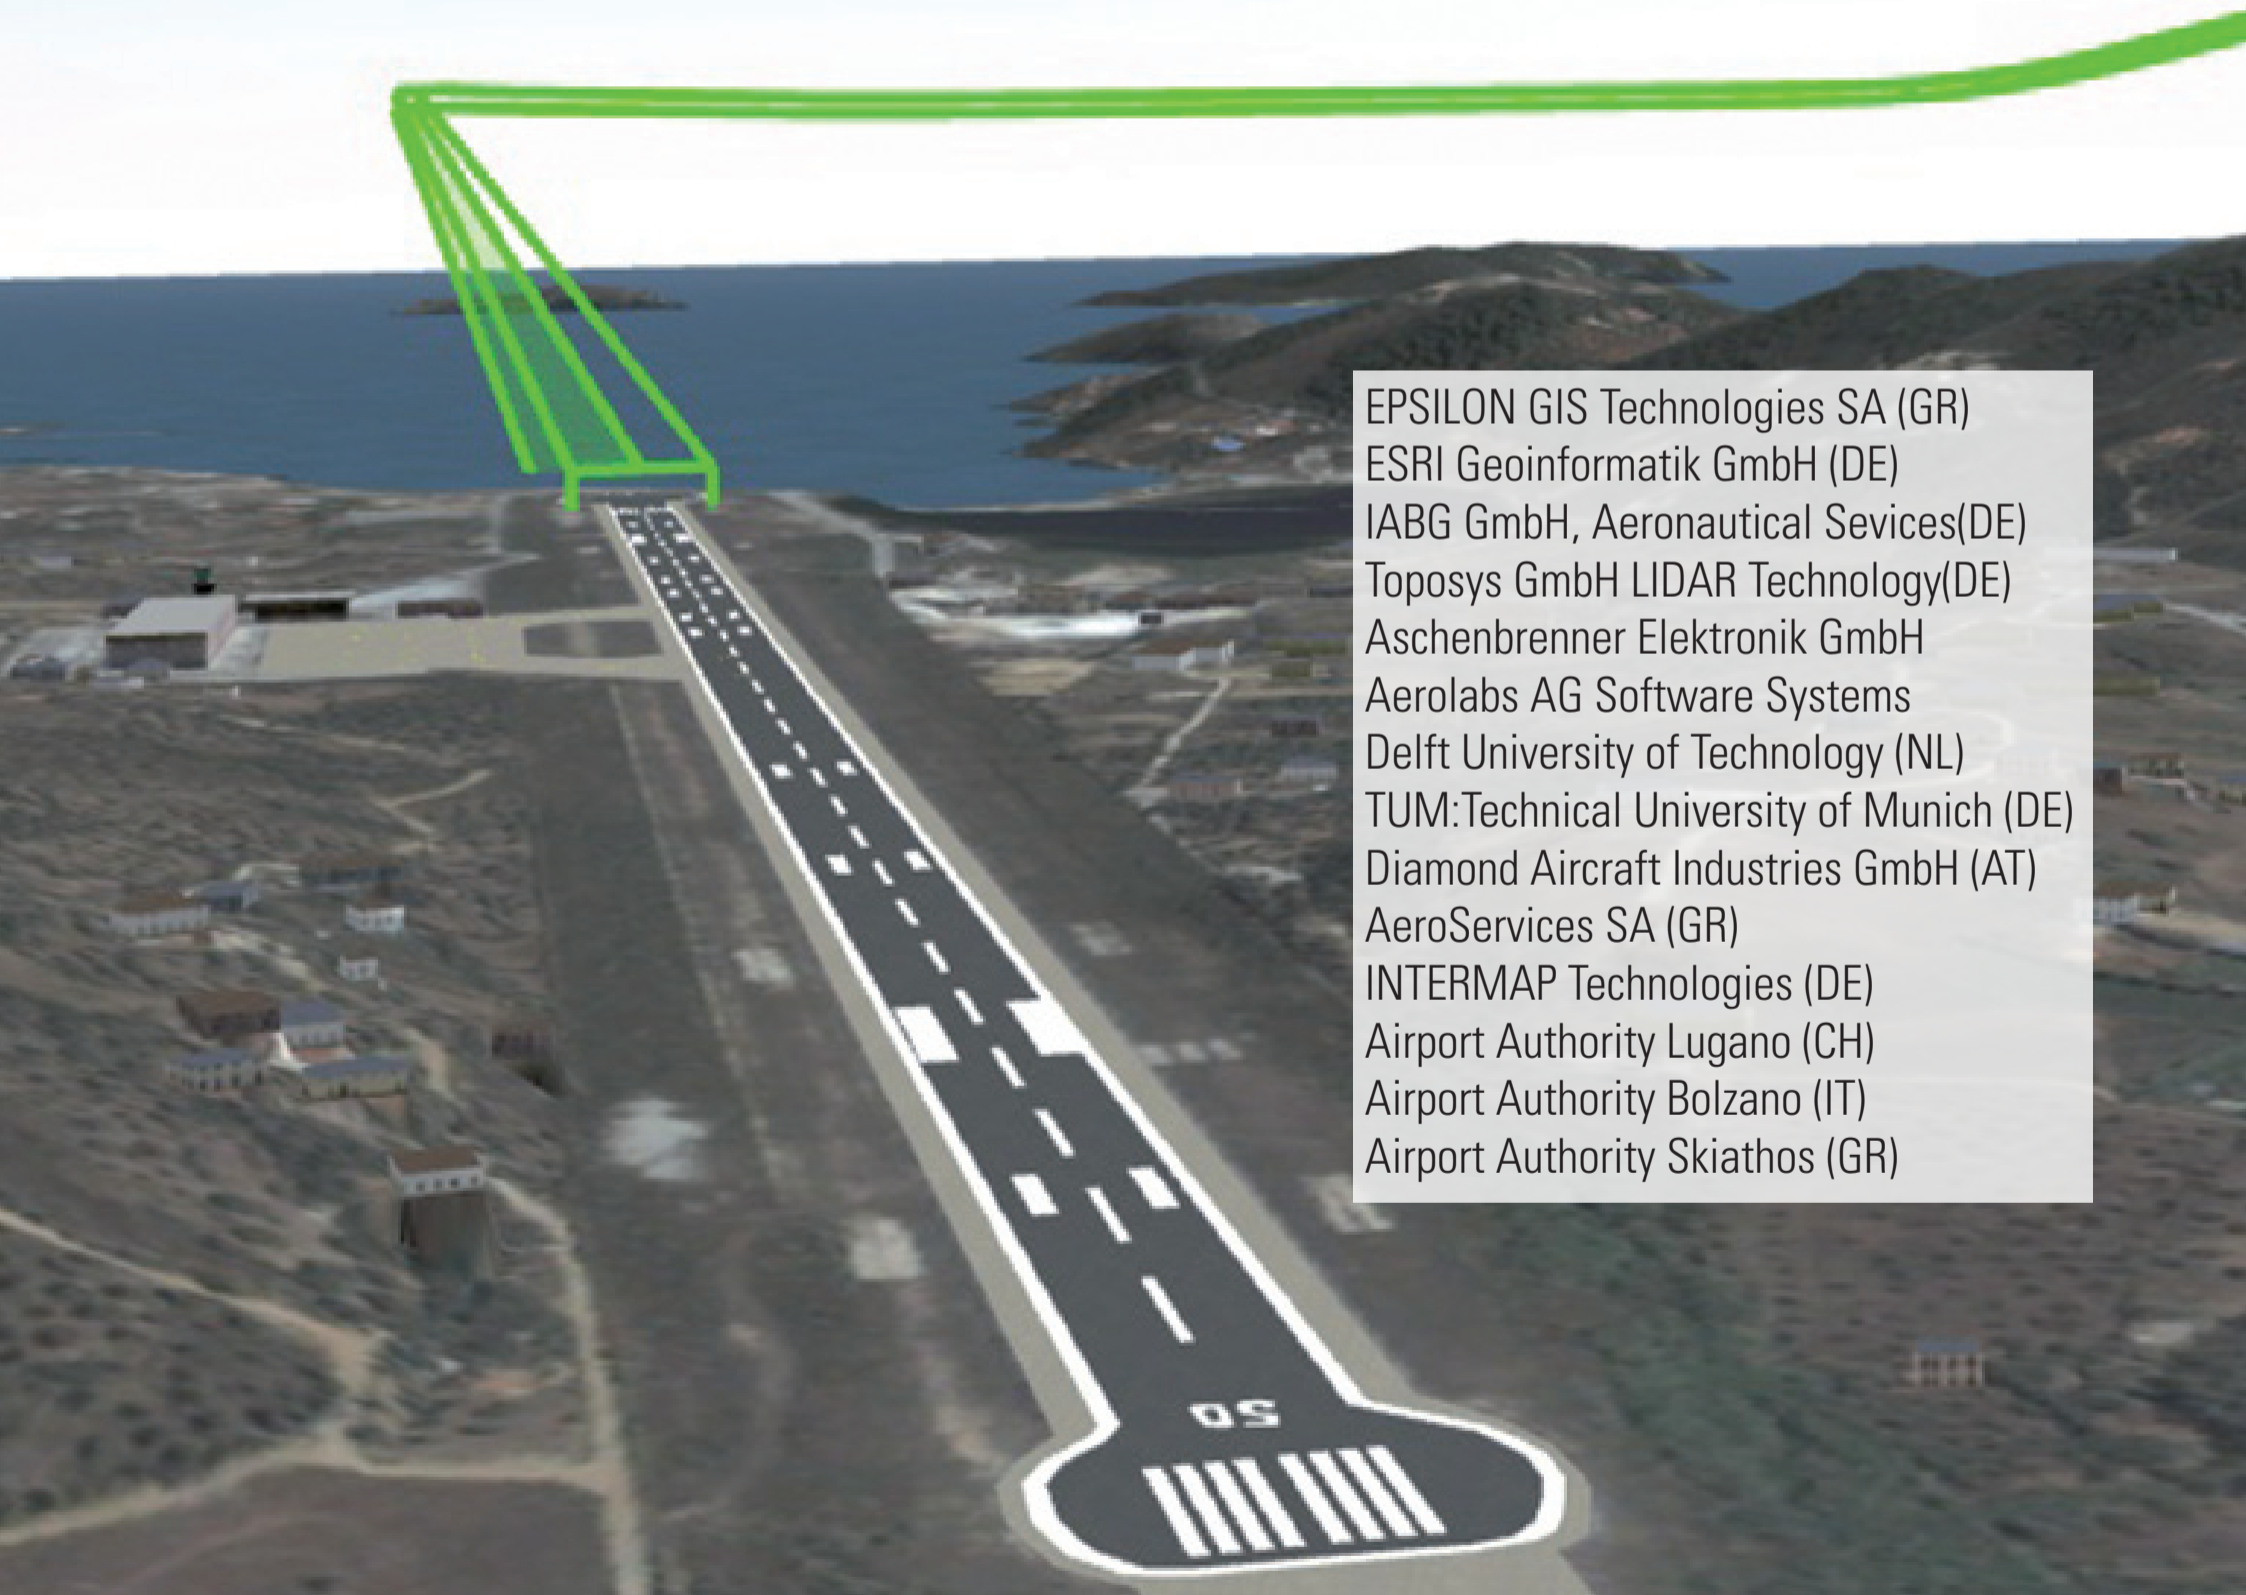 EPSILON GIS Technologies SA (GR)
ESRI Geoinformatik GmbH (DE)
IABG GmbH, Aeronautical Sevices(DE)
Toposys GmbH LIDAR Technology(DE)
Aschenbrenner Elektronik GmbH
Aerolabs AG Software Systems
Delft University of Technology (NL)
TUM:Technical University of Munich (DE)
Diamond Aircraft Industries GmbH (AT)
AeroServices SA (GR)
INTERMAP Technologies (DE)
Airport Authority Lugano (CH)
Airport Authority Bolzano (IT)
Airport Authority Skiathos (GR)